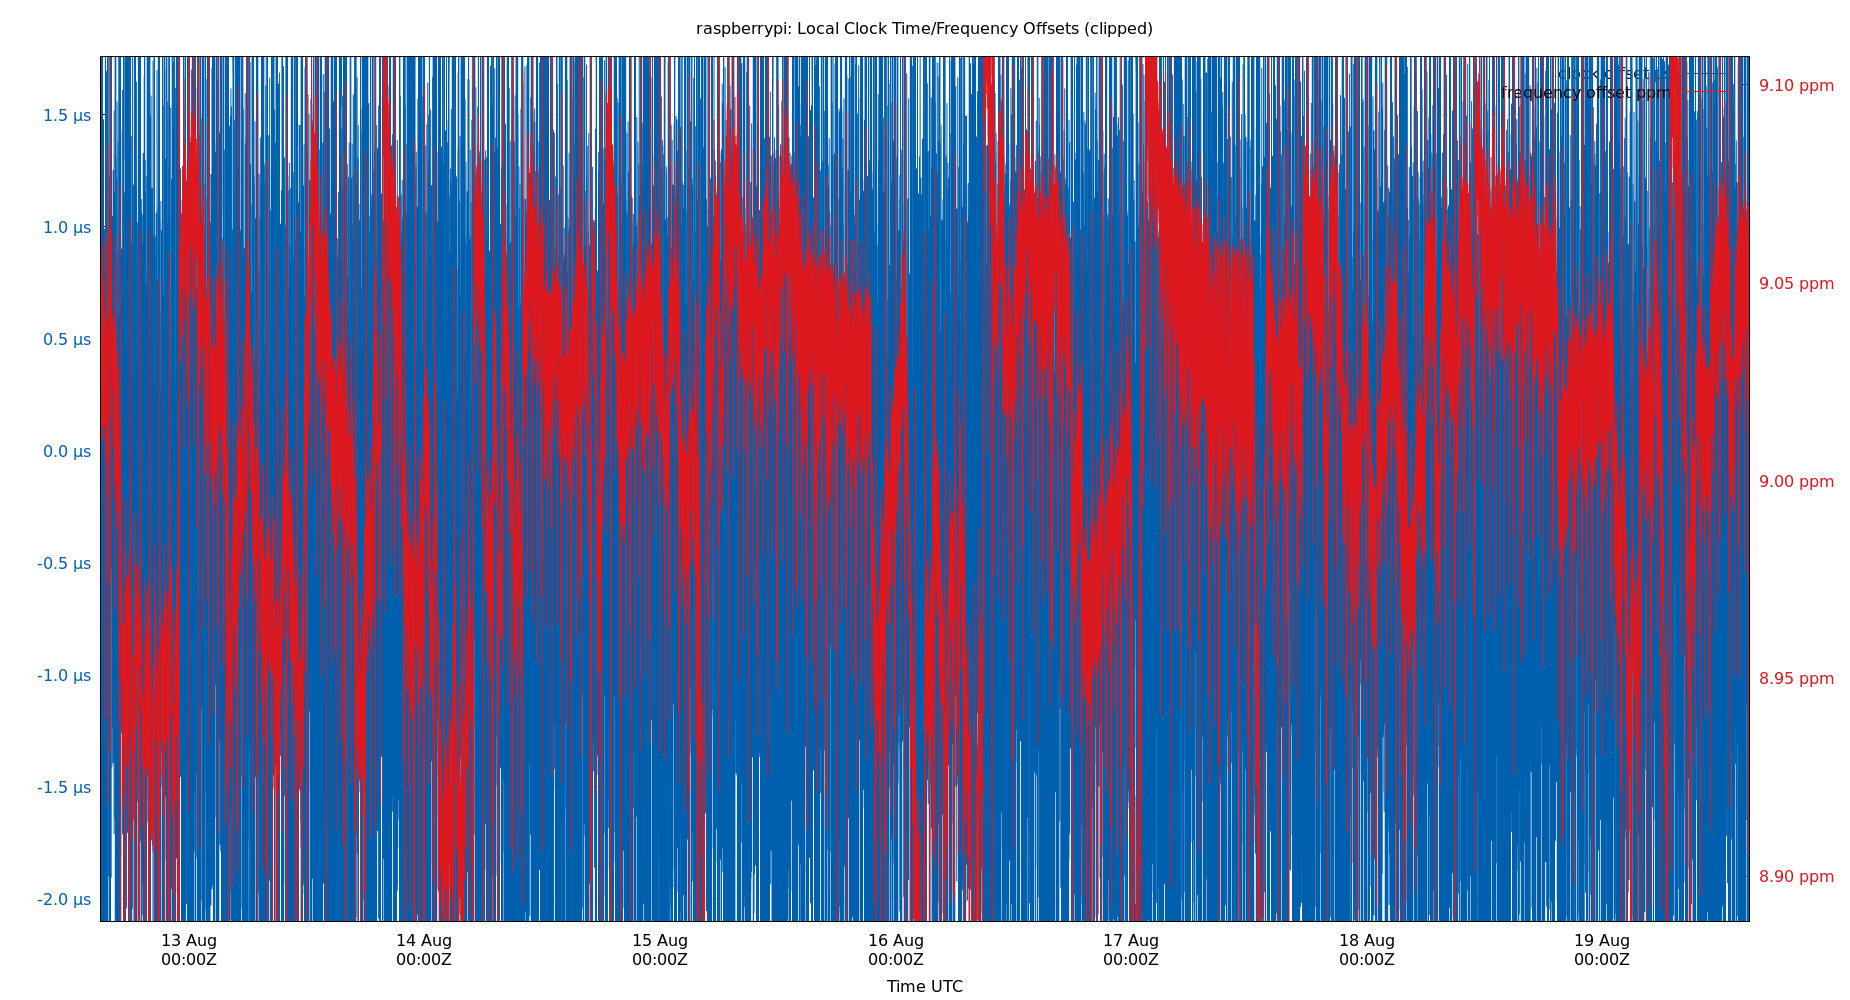 raspberrypi: Local Clock Time/Frequency Offsets (clipped)
clock offset µs
frequency offset ppm
1.5 µs
1.0 µs
0.5 µs
0.0 µs
-0.5 µs
-1.0 µs
-1.5 µs
-2.0 µs
9.10 ppm
9.05 ppm
9.00 ppm
8.95 ppm
8.90 ppm
13 Aug
00:00Z
14 Aug
00:00Z
15 Aug
00:00Z
16 Aug
00:00Z
17 Aug
00:00Z
18 Aug
00:00Z
19 Aug
00:00Z
Time UTC